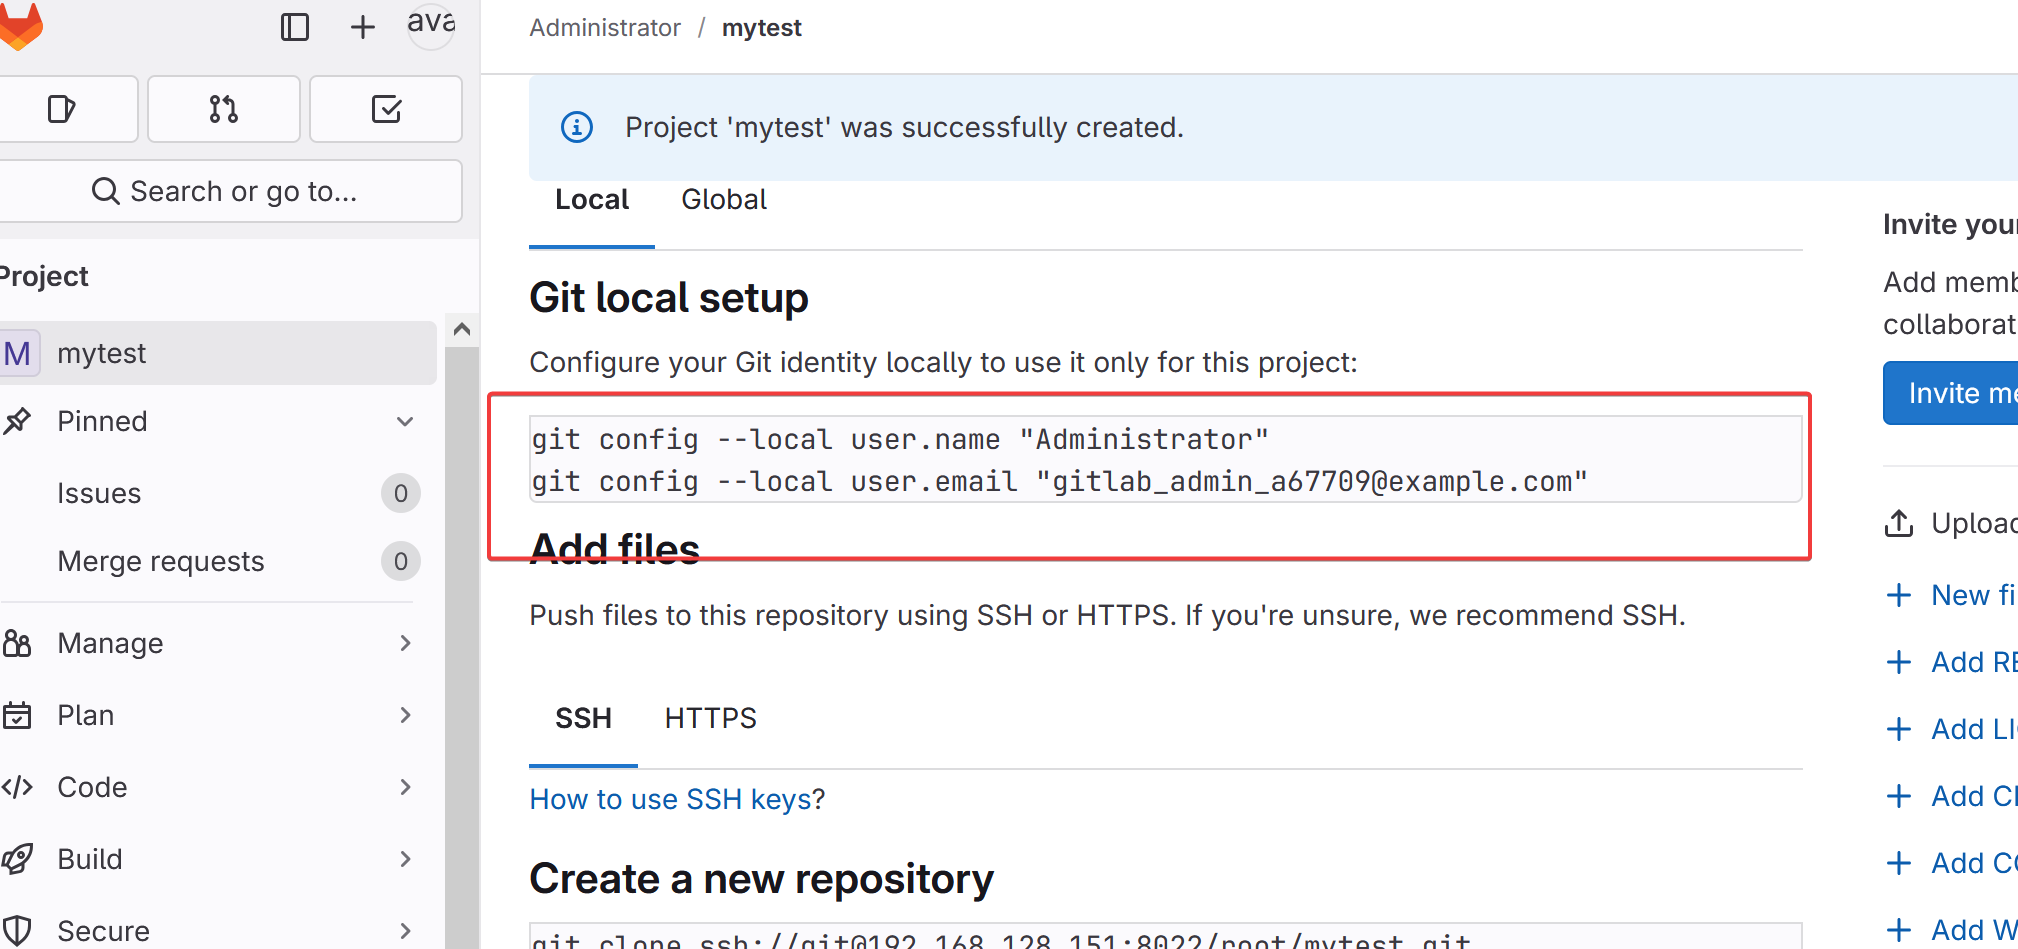 ava
Search or go to...
Project
M mytest
Pinned
Issues 0
Merge requests 0
Manage
Plan
Code
Build
Secure
Administrator / mytest
Project 'mytest' was successfully created.
Local Global
Git local setup
Configure your Git identity locally to use it only for this project:
git config --local user.name "Administrator"
git config --local user.email "gitlab_admin_a67709@example.com"
Add files
Push files to this repository using SSH or HTTPS. If you're unsure, we recommend SSH.
SSH HTTPS
How to use SSH keys?
Create a new repository
git clone ssh://git@192.168.128.151:8022/root/mytest.git
Invite your
Add memb
collaborat
Invite me
Upload
New fi
Add RE
Add LI
Add C
Add CO
Add W